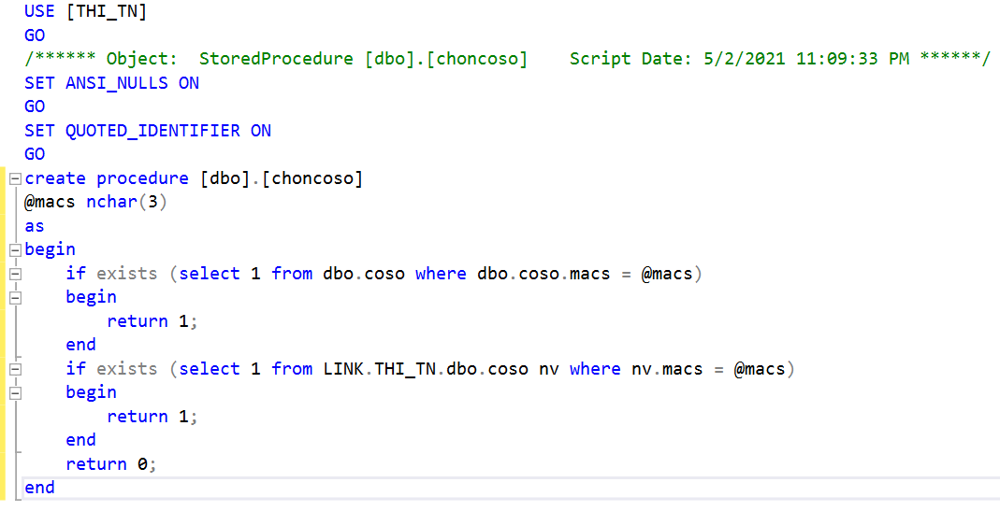 USE [THI_TN]
GO
/****** Object:  StoredProcedure [dbo].[choncoso]    Script Date: 5/2/2021 11:09:33 PM ******/
SET ANSI_NULLS ON
GO
SET QUOTED_IDENTIFIER ON
GO
create procedure [dbo].[choncoso]
@macs nchar(3)
as
begin
    if exists (select 1 from dbo.coso where dbo.coso.macs = @macs)
    begin
        return 1;
    end
    if exists (select 1 from LINK.THI_TN.dbo.coso nv where nv.macs = @macs)
    begin
        return 1;
    end
    return 0;
end